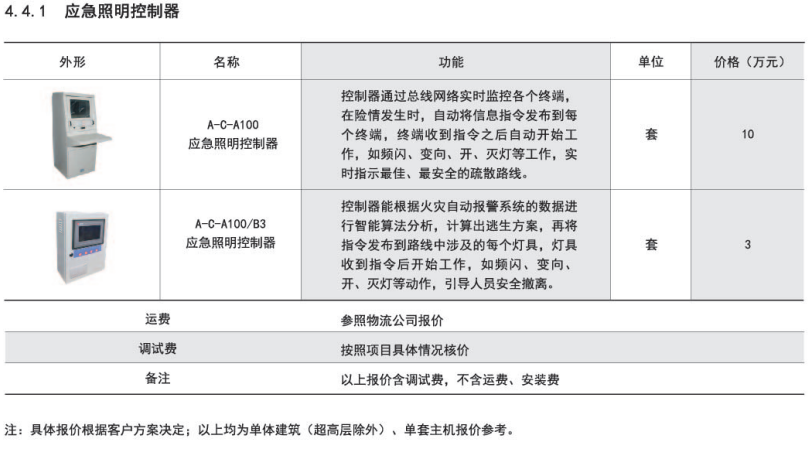 4.4.1 应急照明控制器
外形 名称 功能 单位 价格（万元）
A-C-A100
应急照明控制器
控制器通过总线网络实时监控各个终端，
在险情发生时，自动将信息指令发布到每
个终端，终端收到指令之后自动开始工
作，如频闪、变向、开、灭灯等工作，实
时指示最佳、最安全的疏散路线。
套
10
A-C-A100/B3
应急照明控制器
控制器能根据火灾自动报警系统的数据进
行智能算法分析，计算出逃生方案，再将
指令发布到路线中涉及的每个灯具，灯具
收到指令后开始工作，如频闪、变向、
开、灭灯等动作，引导人员安全撤离。
套
3
运费 参照物流公司报价
调试费 按照项目具体情况核价
备注 以上报价含调试费，不含运费、安装费
注：具体报价根据客户方案决定；以上均为单体建筑（超高层除外）、单套主机报价参考。